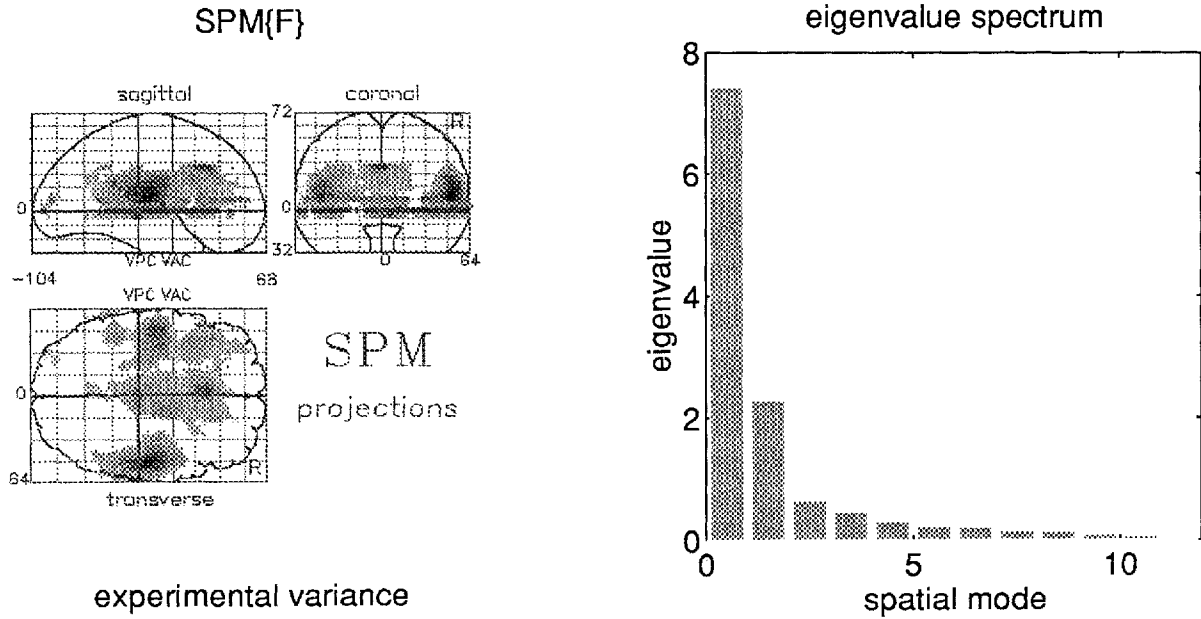 SPM{F}
sagittal
coronal
72
R
0
0
32
VPC VAC
0
64
-104
68
VPC VAC
0
64
R
transverse
SPM
projections
experimental variance
eigenvalue spectrum
8
6
4
2
0
eigenvalue
0
5
10
spatial mode